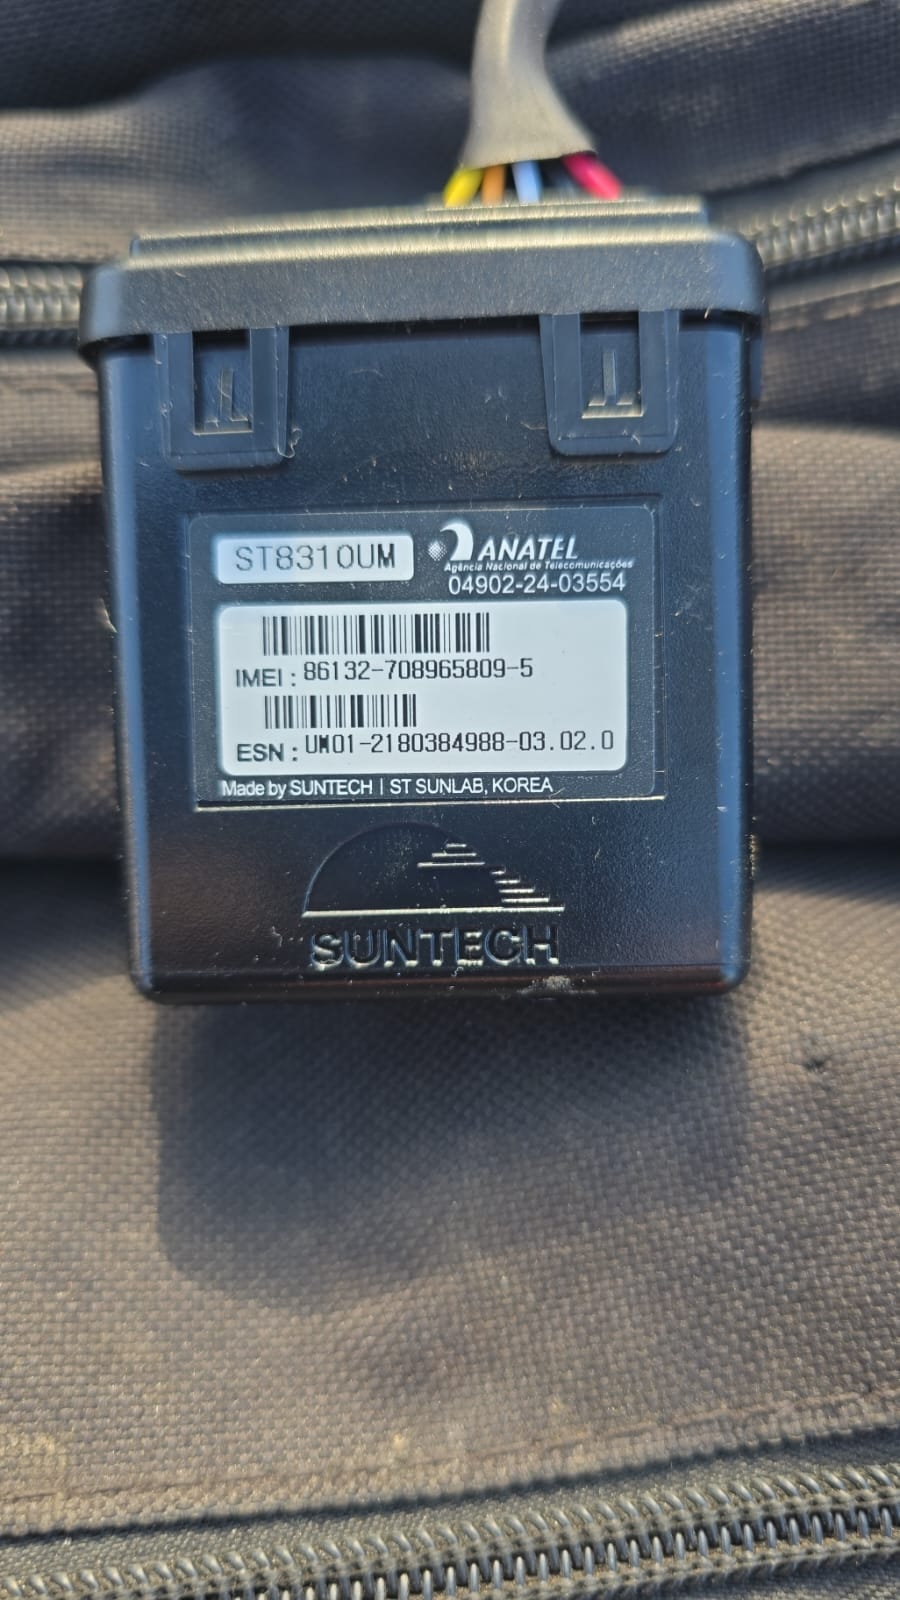 ST8310UM
ANATEL
Agência Nacional de Telecomunicações
04902-24-03554
IMEI : 86132-708965809-5
ESN : UM01-2180384988-03.02.0
Made by SUNTECH | ST SUNLAB, KOREA
SUNTECH